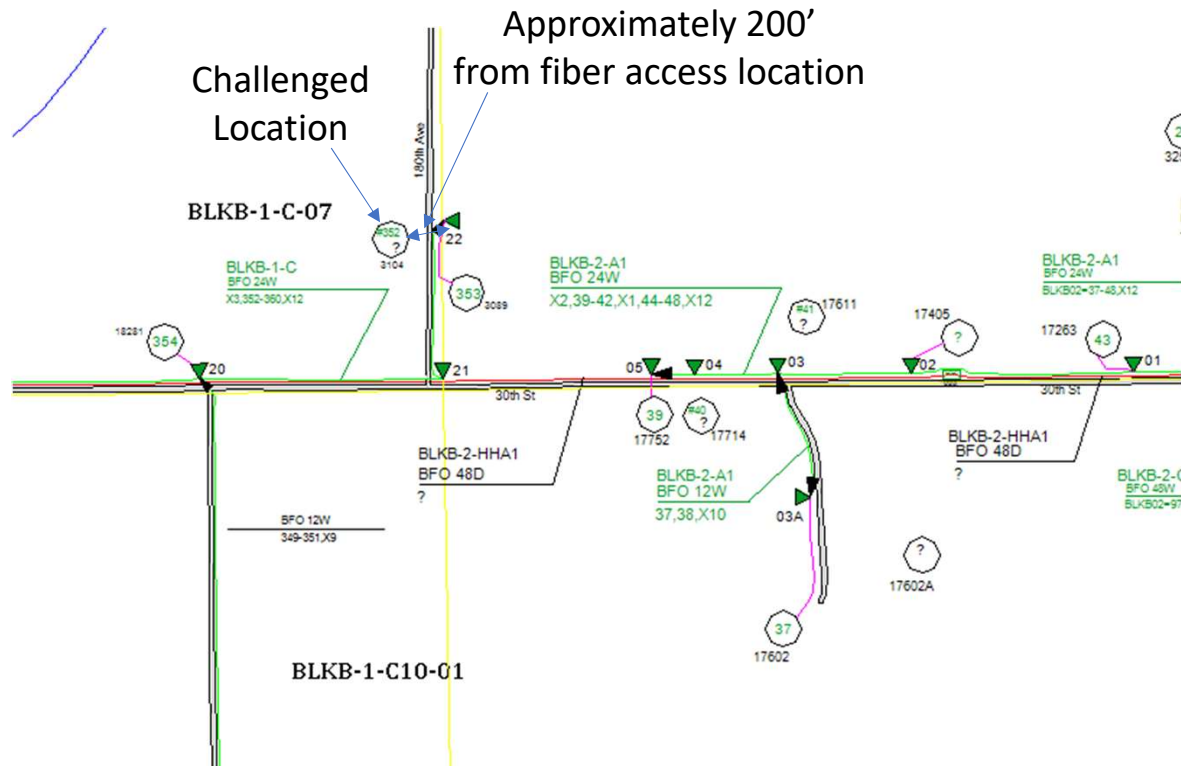 Approximately 200’
from fiber access location
Challenged
Location
180th Ave
BLKB-1-C-07
#352
?
3104
22
353
3089
BLKB-1-C
BFO 24W
X3,352-360,X12
BLKB-2-A1
BFO 24W
X2,39-42,X1,44-48,X12
#41
?
17611
17405
?
BLKB-2-A1
BFO 24W
BLKB02=37-48,X12
17263
43
18281
354
20
21
05
04
03
02
01
30th St
30th St
39
17752
#40
?
17714
BLKB-2-HHA1
BFO 48D
?
BLKB-2-A1
BFO 12W
37,38,X10
03A
BLKB-2-HHA1
BFO 48D
?
BFO 48W
BLKB02=97
BFO 12W
349-351,X9
?
17602A
37
17602
BLKB-1-C10-01